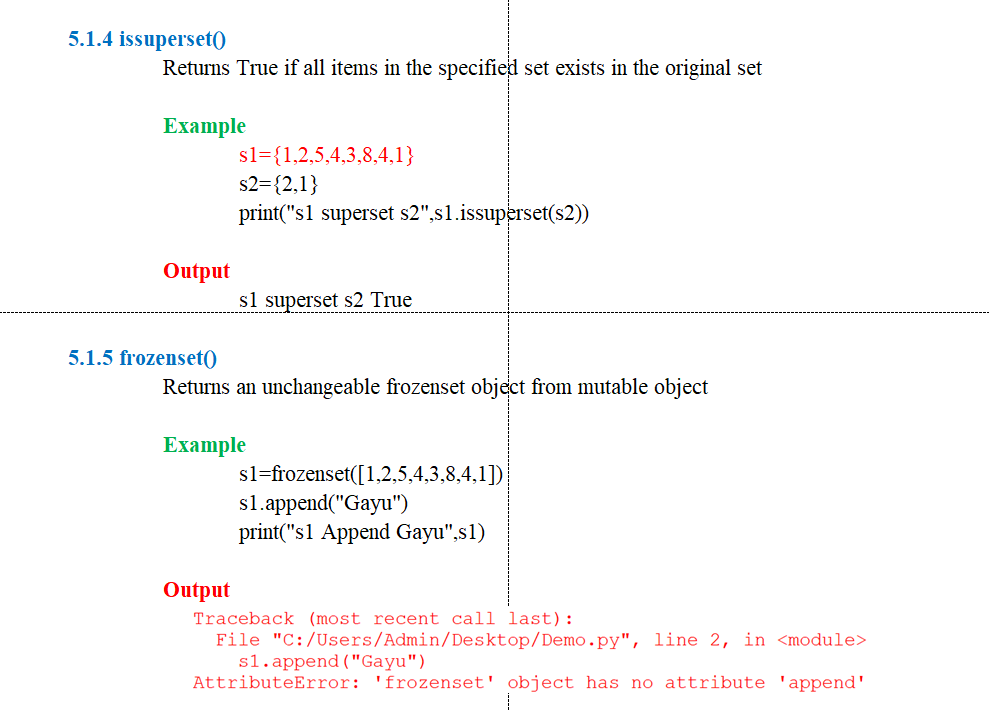 5.1.4 issuperset()
Returns True if all items in the specified set exists in the original set
Example
s1={1,2,5,4,3,8,4,1}
s2={2,1}
print("s1 superset s2",s1.issuperset(s2))
Output
s1 superset s2 True
5.1.5 frozenset()
Returns an unchangeable frozenset object from mutable object
Example
s1=frozenset([1,2,5,4,3,8,4,1])
s1.append("Gayu")
print("s1 Append Gayu",s1)
Output
Traceback (most recent call last):
File "C:/Users/Admin/Desktop/Demo.py", line 2, in <module>
s1.append("Gayu")
AttributeError: 'frozenset' object has no attribute 'append'